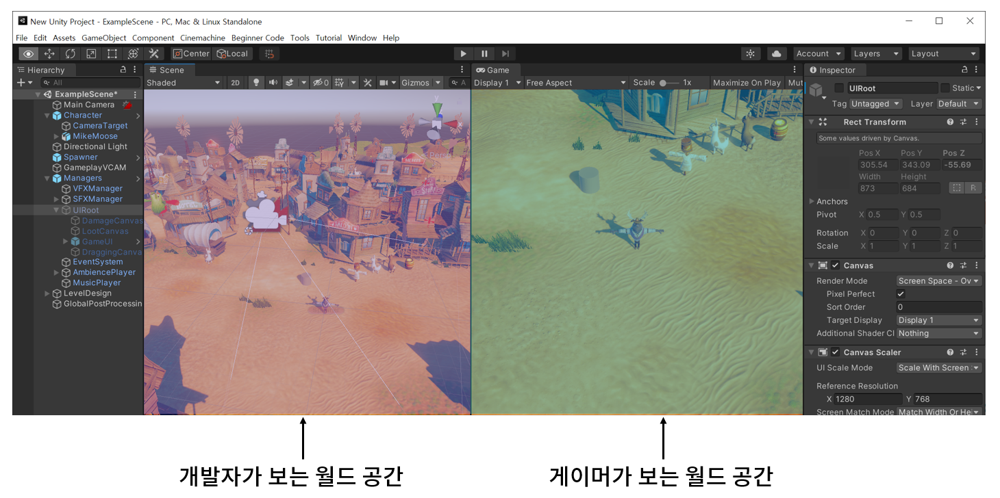 New Unity Project - ExampleScene - PC, Mac & Linux Standalone
File Edit Assets GameObject Component Cinemachine Beginner Code Tools Tutorial Window Help
Center Local Account Layers Layout
Hierarchy
All
ExampleScene*
Main Camera
Character
CameraTarget
MikeMoose
Directional Light
Spawner
GameplayVCAM
Managers
VFXManager
SFXManager
UIRoot
DamageCanvas
LootCanvas
GameUI
DraggingCanva
EventSystem
AmbiencePlayer
MusicPlayer
LevelDesign
GlobalPostProcessin
Scene
Shaded 2D 0 Gizmos A
y
Persp
Game
Display 1 Free Aspect Scale 1x Maximize On Play Mut
Inspector
UIRoot Static
Tag Untagged Layer Default
Rect Transform
Some values driven by Canvas.
Pos X Pos Y Pos Z
305.54 343.09 -55.69
Width Height
873 684 R
Anchors
Pivot X 0.5 Y 0.5
Rotation X 0 Y 0 Z 0
Scale X 1 Y 1 Z 1
Canvas
Render Mode Screen Space - Ov
Pixel Perfect
Sort Order 0
Target Display Display 1
Additional Shader Cl Nothing
Canvas Scaler
UI Scale Mode Scale With Screen
Reference Resolution
X 1280 Y 768
Screen Match Mode Match Width Or He
개발자가 보는 월드 공간
게이머가 보는 월드 공간